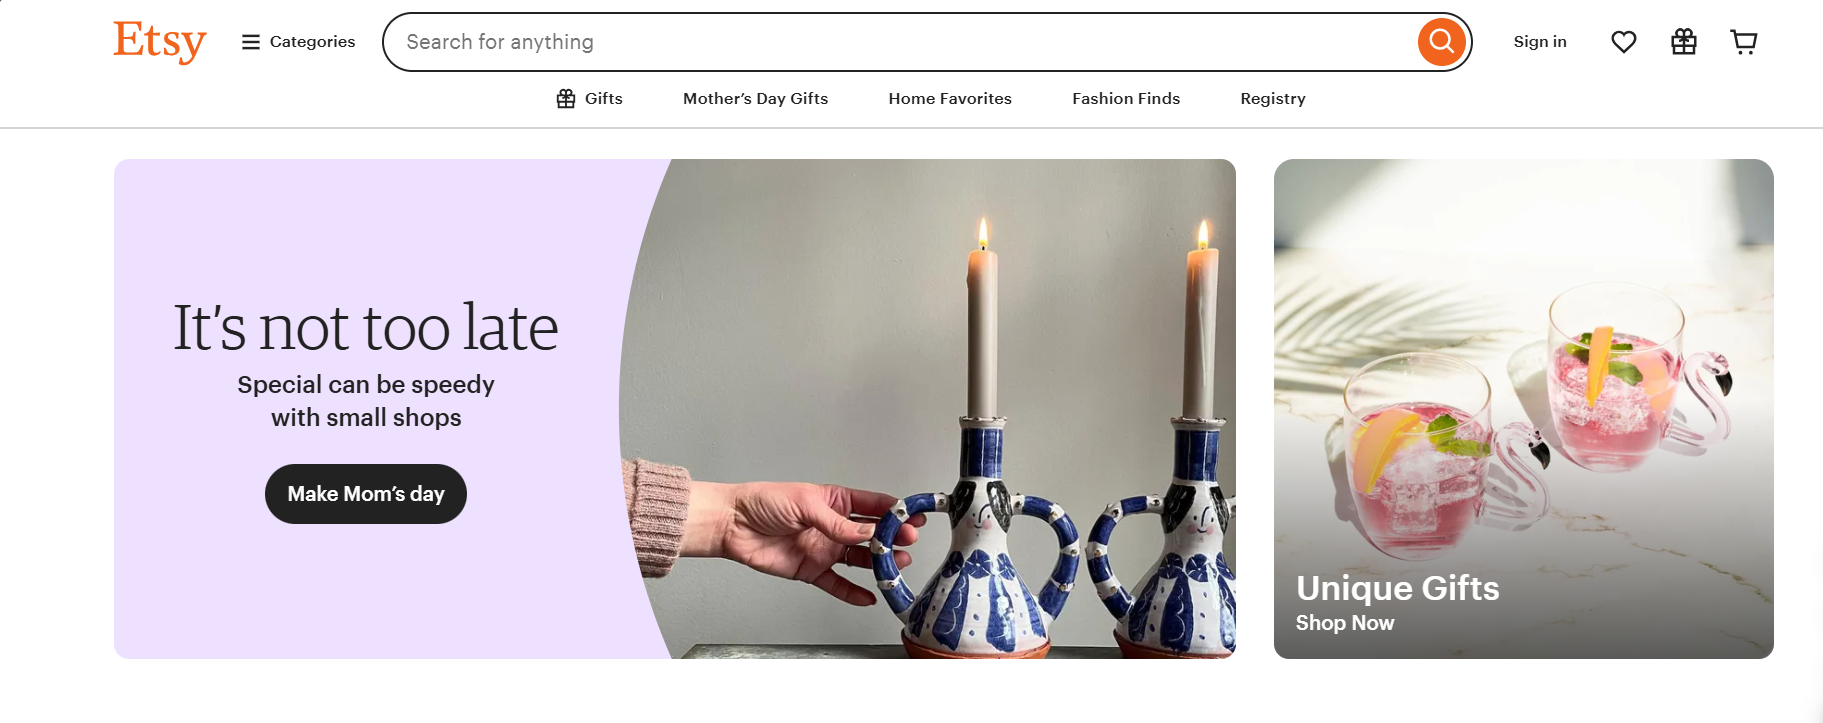 Etsy
Categories
Search for anything
Sign in
Gifts
Mother’s Day Gifts
Home Favorites
Fashion Finds
Registry
It’s not too late
Special can be speedy
with small shops
Make Mom’s day
Unique Gifts
Shop Now